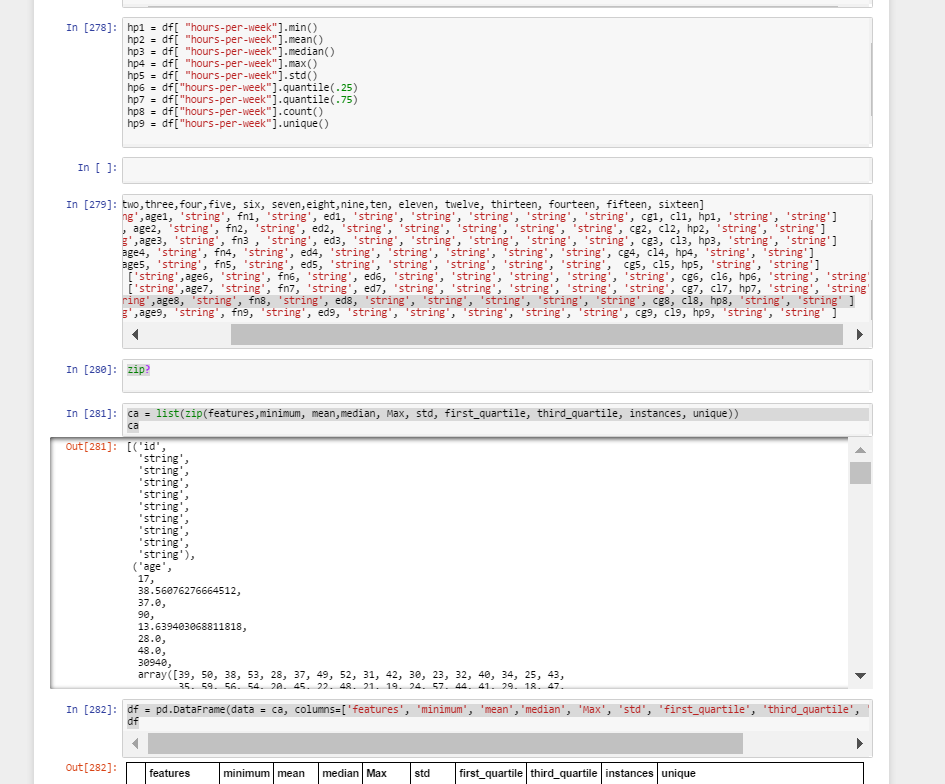 In [278]:
hp1 = df[ "hours-per-week"].min()
hp2 = df[ "hours-per-week"].mean()
hp3 = df[ "hours-per-week"].median()
hp4 = df[ "hours-per-week"].max()
hp5 = df[ "hours-per-week"].std()
hp6 = df["hours-per-week"].quantile(.25)
hp7 = df["hours-per-week"].quantile(.75)
hp8 = df["hours-per-week"].count()
hp9 = df["hours-per-week"].unique()
In [ ]:
In [279]:
two,three,four,five, six, seven,eight,nine,ten, eleven, twelve, thirteen, fourteen, fifteen, sixteen]
ng',age1, 'string', fn1, 'string', ed1, 'string', 'string', 'string', 'string', 'string', cg1, cl1, hp1, 'string', 'string']
, age2, 'string', fn2, 'string', ed2, 'string', 'string', 'string', 'string', 'string', cg2, cl2, hp2, 'string', 'string']
g',age3, 'string', fn3 , 'string', ed3, 'string', 'string', 'string', 'string', 'string', cg3, cl3, hp3, 'string', 'string']
age4, 'string', fn4, 'string', ed4, 'string', 'string', 'string', 'string', 'string', cg4, cl4, hp4, 'string', 'string']
age5, 'string', fn5, 'string', ed5, 'string', 'string', 'string', 'string', 'string', cg5, cl5, hp5, 'string', 'string']
['string',age6, 'string', fn6, 'string', ed6, 'string', 'string', 'string', 'string', 'string', cg6, cl6, hp6, 'string', 'string'
['string',age7, 'string', fn7, 'string', ed7, 'string', 'string', 'string', 'string', 'string', cg7, cl7, hp7, 'string', 'string'
ring',age8, 'string', fn8, 'string', ed8, 'string', 'string', 'string', 'string', 'string', cg8, cl8, hp8, 'string', 'string' ]
g',age9, 'string', fn9, 'string', ed9, 'string', 'string', 'string', 'string', 'string', cg9, cl9, hp9, 'string', 'string' ]
In [280]:
zip?
In [281]:
ca = list(zip(features,minimum, mean,median, Max, std, first_quartile, third_quartile, instances, unique))
ca
Out[281]:
[('id',
'string',
'string',
'string',
'string',
'string',
'string',
'string',
'string',
'string'),
('age',
17,
38.56076276664512,
37.0,
90,
13.639403068811818,
28.0,
48.0,
30940,
array([39, 50, 38, 53, 28, 37, 49, 52, 31, 42, 30, 23, 32, 40, 34, 25, 43,
35, 59, 56, 54, 20, 45, 22, 48, 21, 19, 24, 57, 44, 41, 29, 18, 47,
In [282]:
df = pd.DataFrame(data = ca, columns=['features', 'minimum', 'mean','median', 'Max', 'std', 'first_quartile', 'third_quartile', '
df
Out[282]:
features minimum mean median Max std first_quartile third_quartile instances unique